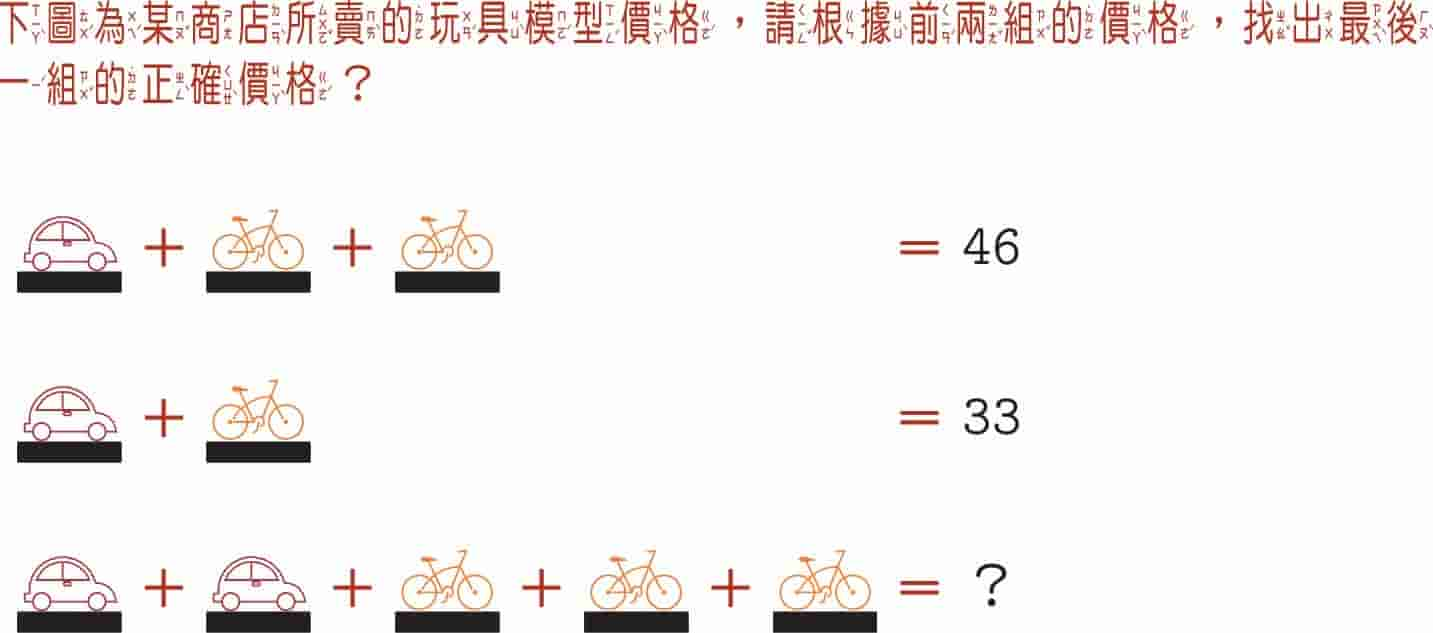 下圖為某商店所賣的玩具模型價格，請根據前兩組的價格，找出最後
一組的正確價格？
+ + = 46
+ = 33
+ + + + = ?